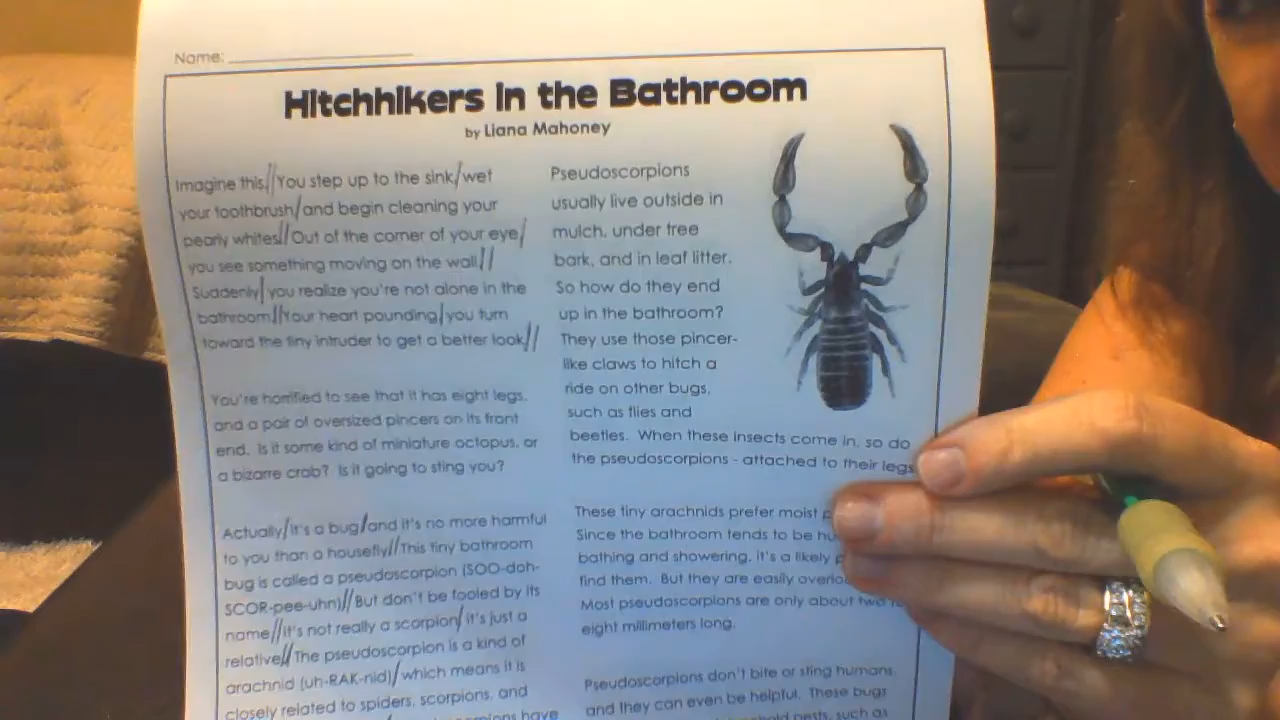 Name:
Hitchhikers in the Bathroom
by Liana Mahoney
Imagine this.//You step up to the sink,/wet
your toothbrush/and begin cleaning your
pearly whites.//Out of the corner of your eye,/
you see something moving on the wall.//
Suddenly,/you realize you're not alone in the
bathroom.//Your heart pounding,/you turn
toward the tiny intruder to get a better look.//
You're horrified to see that it has eight legs,
and a pair of oversized pincers on its front
end.  Is it some kind of miniature octopus, or
a bizarre crab?  Is it going to sting you?
Actually,/it's a bug/and it's no more harmful
to you than a housefly.//This tiny bathroom
bug is called a pseudoscorpion (SOO-doh-
SCOR-pee-uhn).//But don't be fooled by its
name//it's not really a scorpion/it's just a
relative.//The pseudoscorpion is a kind of
arachnid (uh-RAK-nid)/which means it is
closely related to spiders, scorpions, and
have
Pseudoscorpions
usually live outside in
mulch, under tree
bark, and in leaf litter.
So how do they end
up in the bathroom?
They use those pincer-
like claws to hitch a
ride on other bugs,
such as flies and
beetles.  When these insects come in, so do
the pseudoscorpions - attached to their legs
These tiny arachnids prefer moist
Since the bathroom tends to be
bathing and showering, it's a likely
find them.  But they are easily
Most pseudoscorpions are only about two
eight millimeters long.
Pseudoscorpions don't bite or sting humans
and they can even be helpful.  These bugs
pests, such as